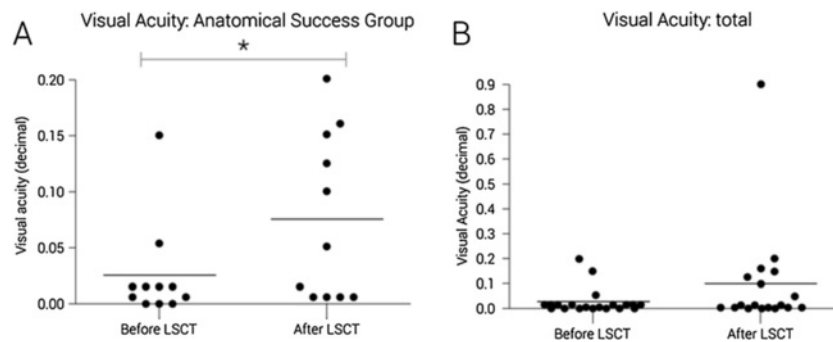 A
Visual Acuity: Anatomical Success Group
*
Visual acuity (decimal)
0.20
0.15
0.10
0.05
0.00
Before LSCT
After LSCT
B
Visual Acuity: total
Visual Acuity (decimal)
0.9
0.8
0.7
0.6
0.5
0.4
0.3
0.2
0.1
0.0
Before LSCT
After LSCT